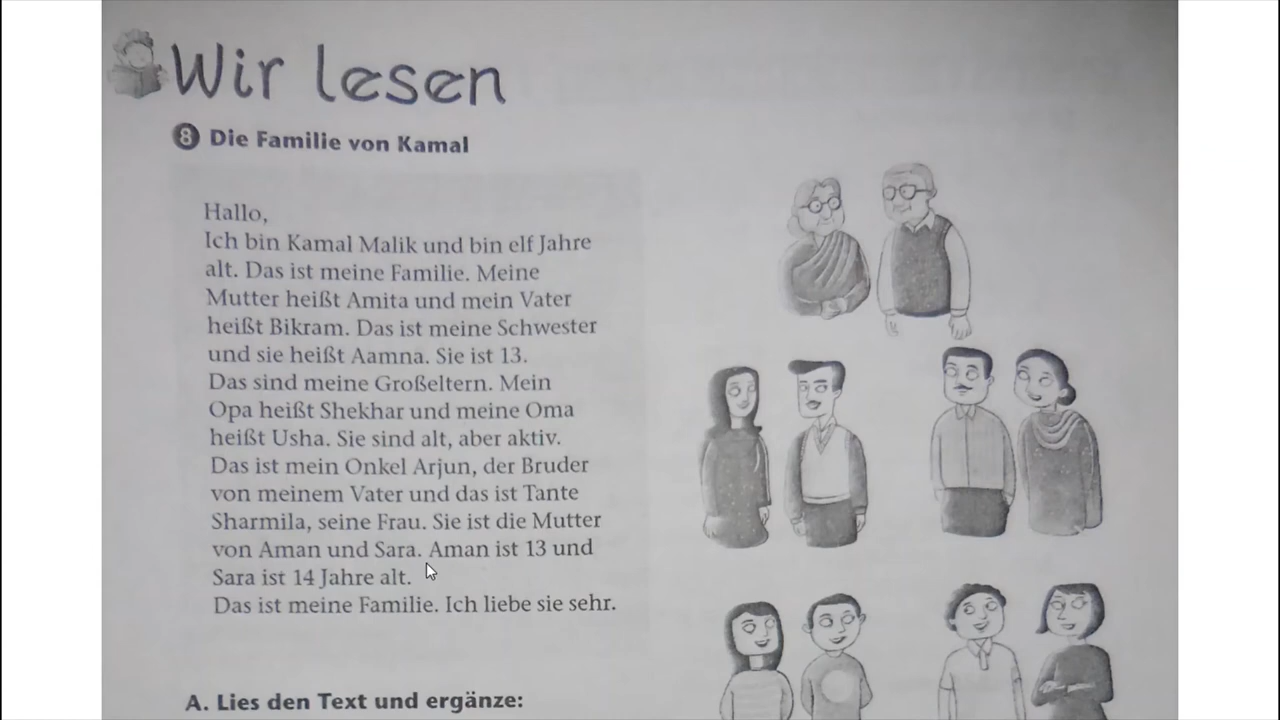 Wir lesen
8 Die Familie von Kamal
Hallo,
Ich bin Kamal Malik und bin elf Jahre
alt. Das ist meine Familie. Meine
Mutter heißt Amita und mein Vater
heißt Bikram. Das ist meine Schwester
und sie heißt Aamna. Sie ist 13.
Das sind meine Großeltern. Mein
Opa heißt Shekhar und meine Oma
heißt Usha. Sie sind alt, aber aktiv.
Das ist mein Onkel Arjun, der Bruder
von meinem Vater und das ist Tante
Sharmila, seine Frau. Sie ist die Mutter
von Aman und Sara. Aman ist 13 und
Sara ist 14 Jahre alt.
Das ist meine Familie. Ich liebe sie sehr.
A. Lies den Text und ergänze: